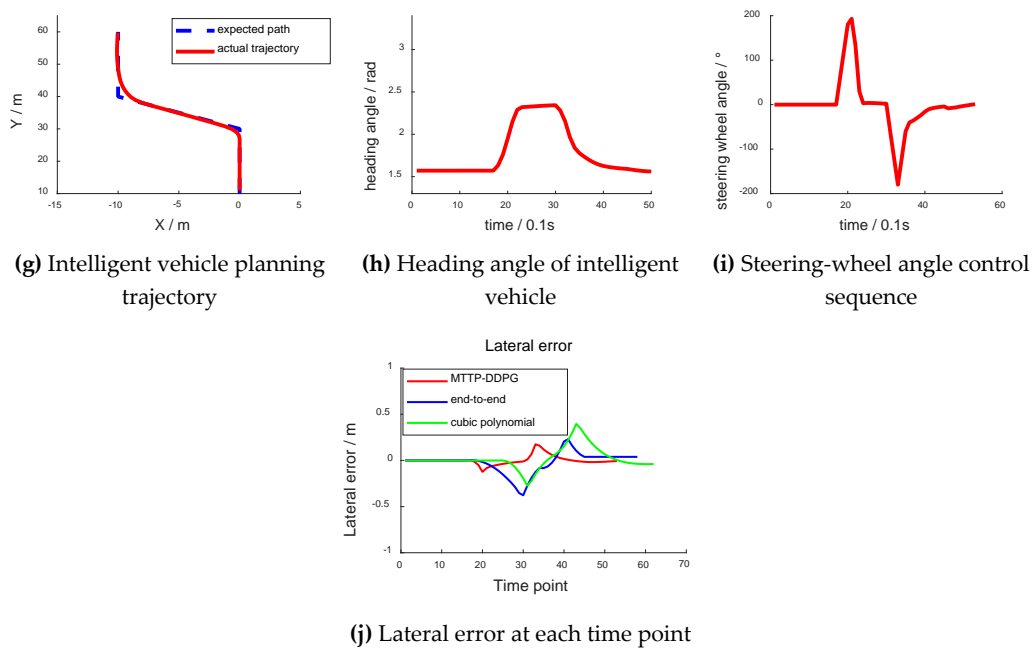 expected path
actual trajectory
60
50
40
30
20
10
-15
-10
-5
0
5
Y / m
X / m
3
2.5
2
1.5
0
10
20
30
40
50
heading angle / rad
time / 0.1s
200
100
0
-100
-200
0
20
40
60
steering wheel angle / °
time / 0.1s
(g) Intelligent vehicle planning
trajectory
(h) Heading angle of intelligent
vehicle
(i) Steering-wheel angle control
sequence
Lateral error
MTTP-DDPG
end-to-end
cubic polynomial
1
0.5
0
-0.5
-1
0
10
20
30
40
50
60
70
Lateral error / m
Time point
(j) Lateral error at each time point